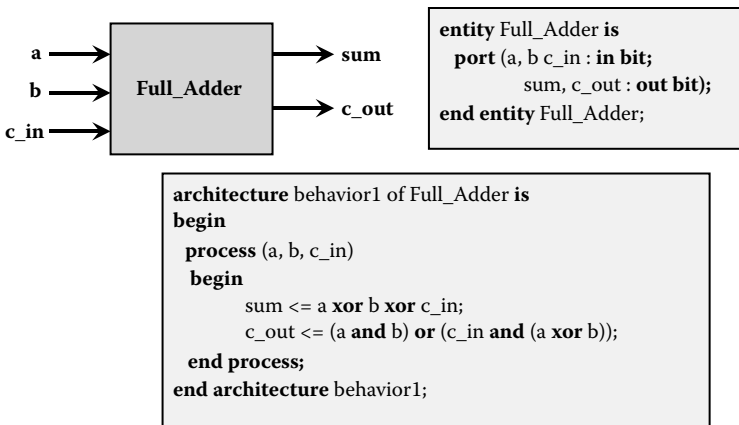 a
b
c_in
Full_Adder
sum
c_out
entity Full_Adder is
port (a, b c_in : in bit;
sum, c_out : out bit);
end entity Full_Adder;
architecture behavior1 of Full_Adder is
begin
process (a, b, c_in)
begin
sum <= a xor b xor c_in;
c_out <= (a and b) or (c_in and (a xor b));
end process;
end architecture behavior1;